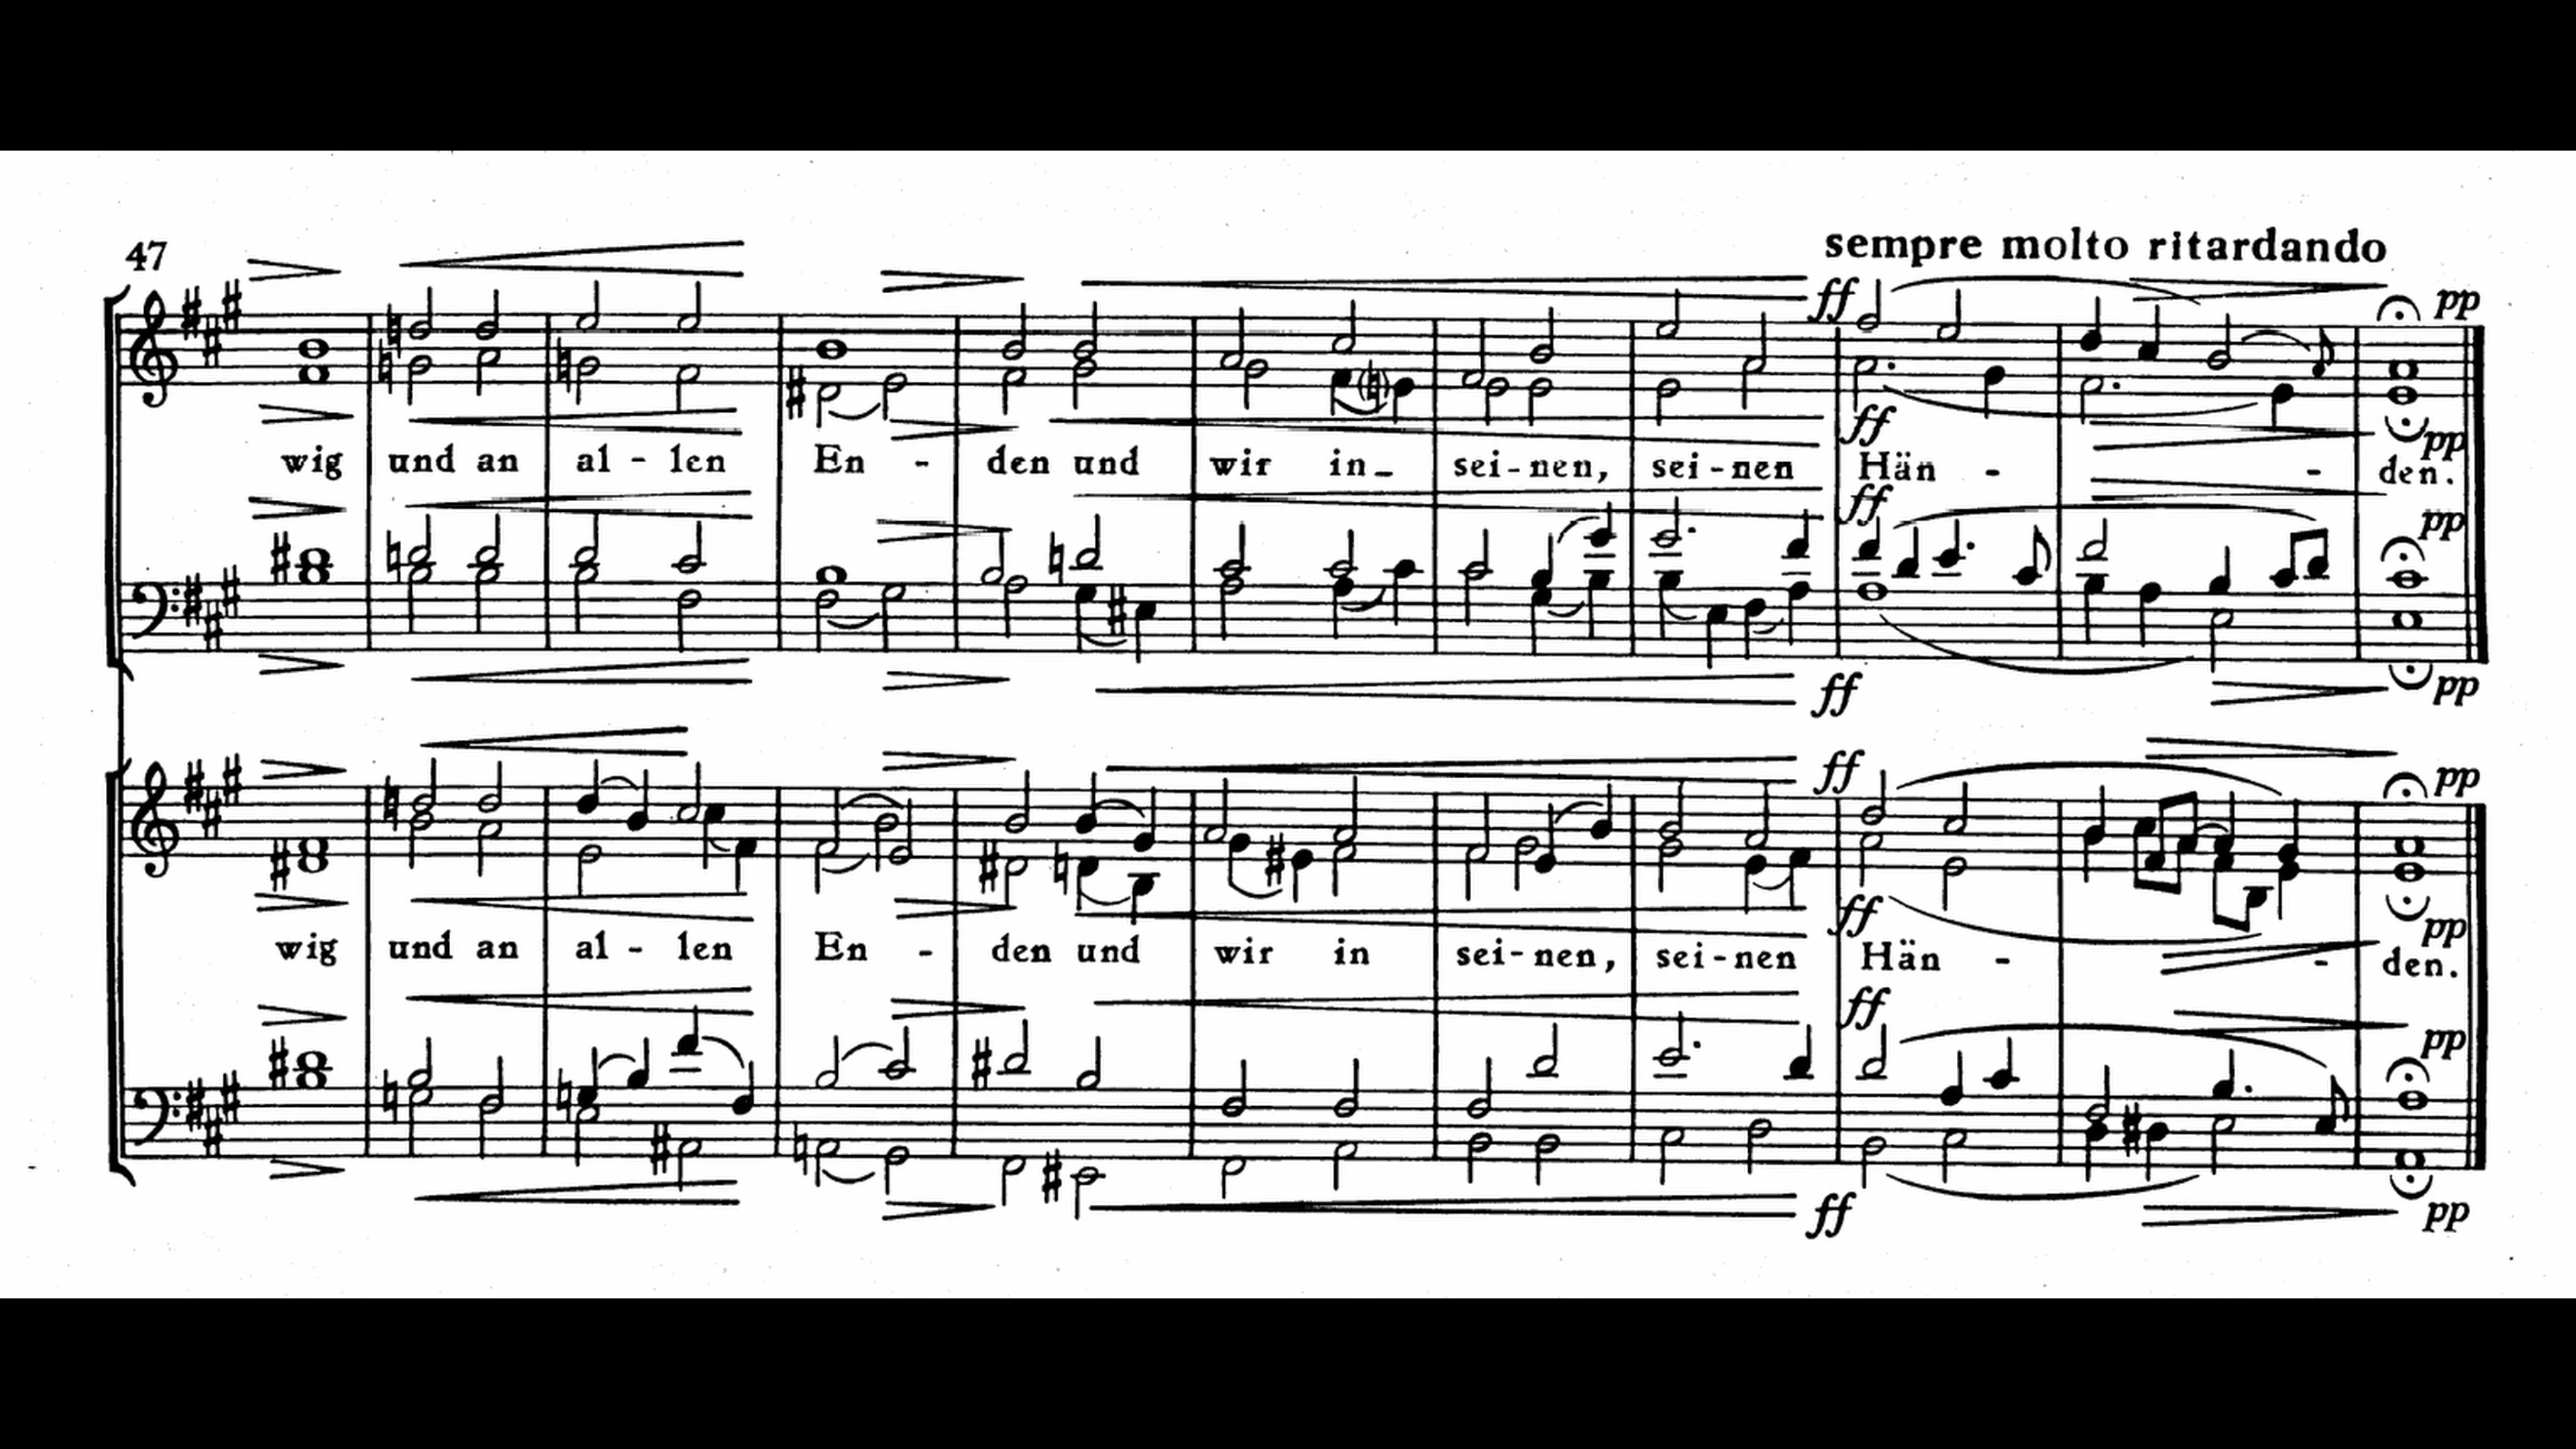 sempre molto ritardando
47
ff pp
ff pp
wig und an al - len En - den und wir in_ sei - nen, sei - nen Hän - - den.
ff pp
ff pp
ff pp
ff pp
wig und an al - len En - den und wir in sei - nen, sei - nen Hän - - den.
ff pp
ff pp